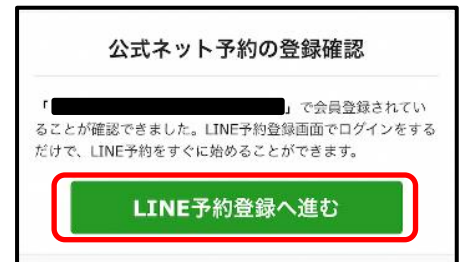 公式ネット予約の登録確認
「 」で会員登録されてい
ることが確認できました。LINE予約登録画面でログインをする
だけで、LINE予約をすぐに始めることができます。
LINE予約登録へ進む